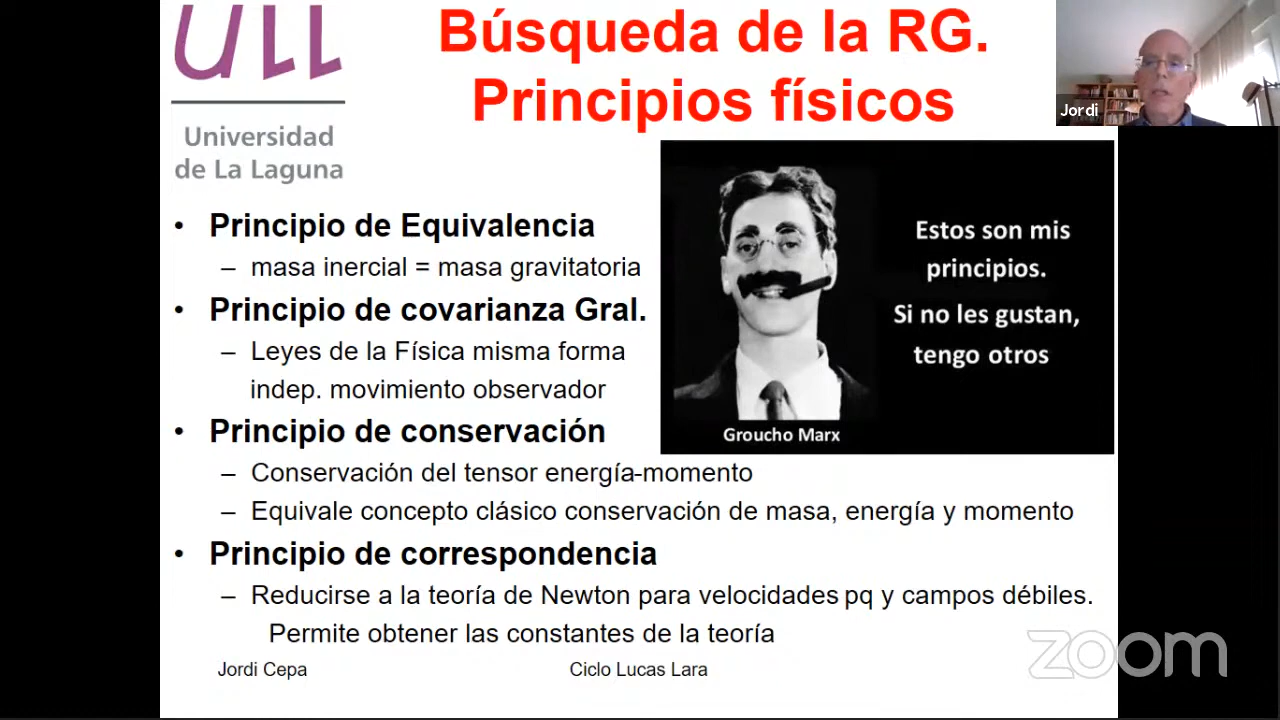 ULL
Universidad
de La Laguna
Búsqueda de la RG.
Principios físicos
Jordi
• Principio de Equivalencia
– masa inercial = masa gravitatoria
• Principio de covarianza Gral.
– Leyes de la Física misma forma
indep. movimiento observador
• Principio de conservación
– Conservación del tensor energía-momento
– Equivale concepto clásico conservación de masa, energía y momento
• Principio de correspondencia
– Reducirse a la teoría de Newton para velocidades pq y campos débiles.
Permite obtener las constantes de la teoría
Estos son mis
principios.
Si no les gustan,
tengo otros
Groucho Marx
Jordi Cepa
Ciclo Lucas Lara
zoom